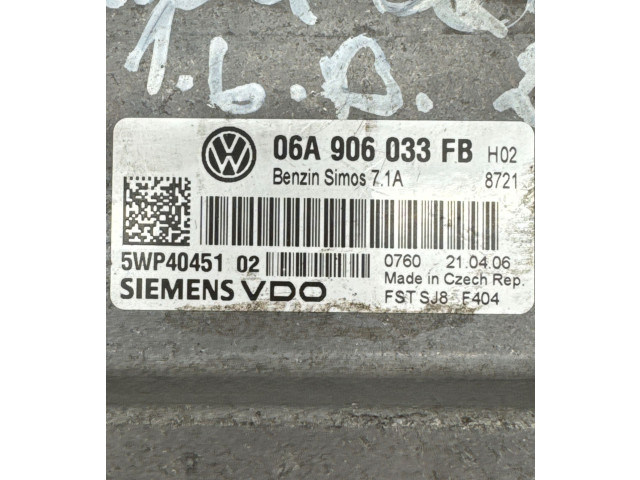 1.6
06A 906 033 FB H02
Benzin Simos 7.1A 8721
5WP40451 02 0760 21.04.06
Made in Czech Rep.
SIEMENS VDO FST SJ8 F404